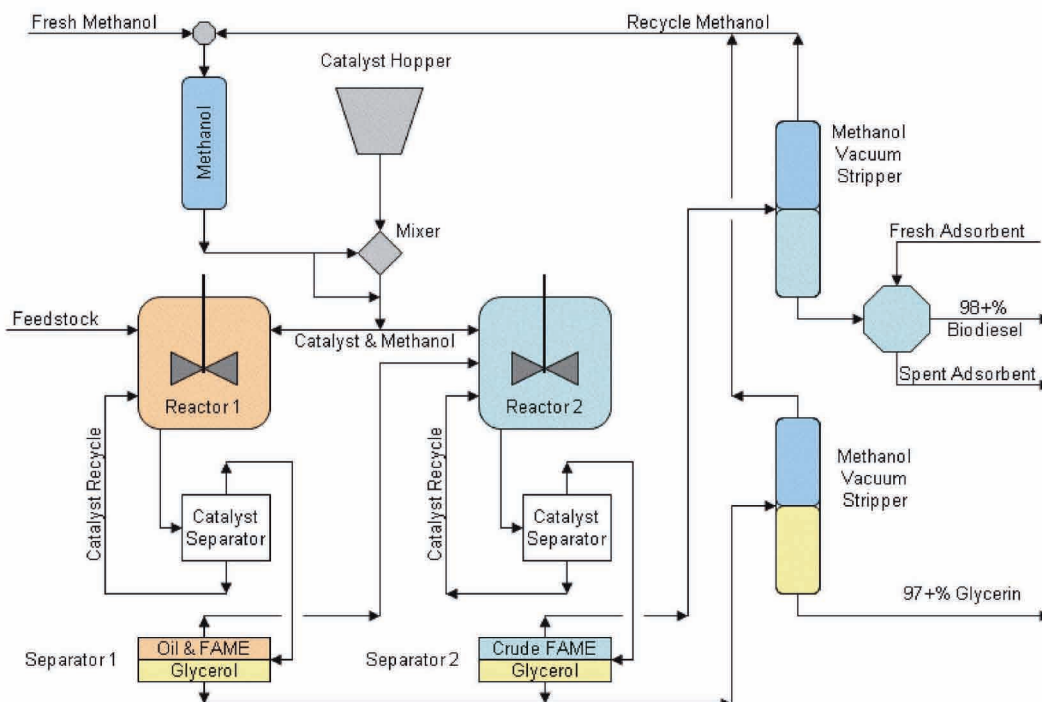 Fresh Methanol
Recycle Methanol
Catalyst Hopper
Methanol
Methanol
Vacuum
Stripper
Mixer
Fresh Adsorbent
Feedstock
Catalyst & Methanol
98+%
Biodiesel
Spent Adsorbent
Reactor 1
Reactor 2
Catalyst Recycle
Catalyst
Separator
Catalyst Recycle
Catalyst
Separator
Methanol
Vacuum
Stripper
97+% Glycerin
Separator 1
Oil & FAME
Glycerol
Separator 2
Crude FAME
Glycerol